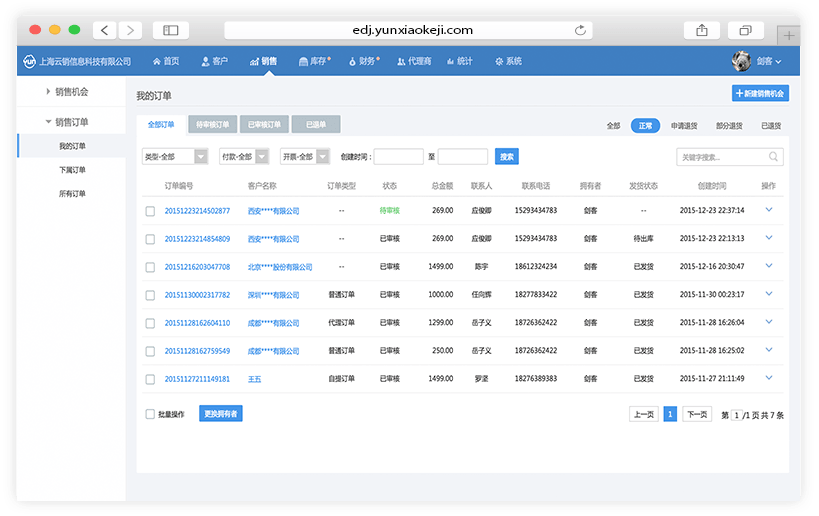 edj.yunxiaokeji.com
上海云销信息科技有限公司 首页 客户 销售 库存 财务 代理商 统计 系统 剑客
销售机会
销售订单
我的订单
下属订单
所有订单
我的订单 新建销售机会
全部订单 待审核订单 已审核订单 已退单 全部 正常 申请退货 部分退货 已退货
类型-全部 付款-全部 开票-全部 创建时间： 至 搜索 关键字搜索...
订单编号 客户名称 订单类型 状态 总金额 联系人 联系电话 拥有者 发货状态 创建时间 操作
20151223214502877 西安****有限公司 -- 待审核 269.00 应俊卿 15293434783 剑客 -- 2015-12-23 22:37:14
20151223214854809 西安****有限公司 -- 已审核 269.00 应俊卿 15293434783 剑客 待出库 2015-12-23 22:13:13
20151216203047708 北京****股份有限公司 -- 已审核 1499.00 陈宇 18612324234 剑客 已发货 2015-12-16 20:30:47
20151130002317782 深圳****有限公司 普通订单 已审核 1000.00 任向辉 18277833422 剑客 已发货 2015-11-30 00:23:17
20151128162604110 成都****有限公司 代理订单 已审核 1299.00 岳子义 18726362422 剑客 已发货 2015-11-28 16:26:04
20151128162759549 成都****有限公司 普通订单 已审核 250.00 岳子义 18726362422 剑客 已发货 2015-11-28 16:25:02
20151127211149181 王五 自提订单 已审核 1499.00 罗坚 18276389383 剑客 已发货 2015-11-27 21:11:49
批量操作 更换拥有者 上一页 1 下一页 第 1 /1 页 共 7 条